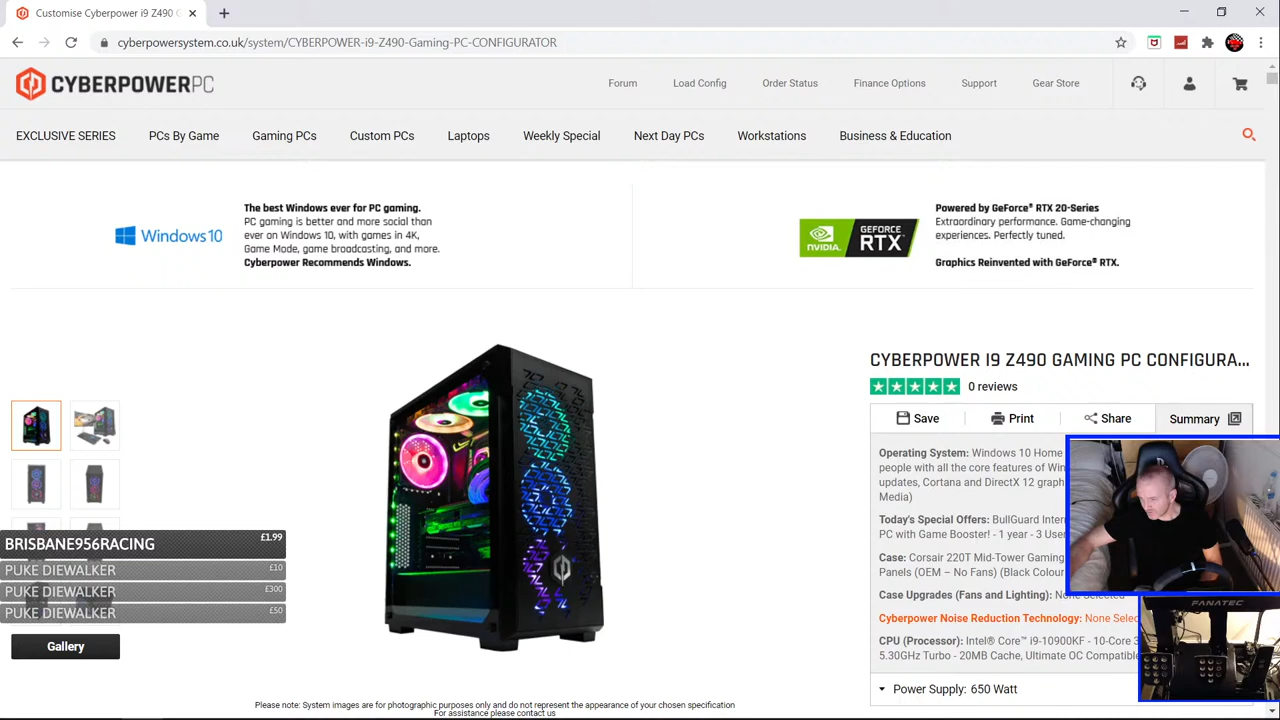 Customise Cyberpower i9 Z490 G
cyberpowersystem.co.uk/system/CYBERPOWER-i9-Z490-Gaming-PC-CONFIGURATOR
CYBERPOWERPC
Forum
Load Config
Order Status
Finance Options
Support
Gear Store
EXCLUSIVE SERIES
PCs By Game
Gaming PCs
Custom PCs
Laptops
Weekly Special
Next Day PCs
Workstations
Business & Education
Windows10
The best Windows ever for PC gaming.
PC gaming is better and more social than
ever on Windows 10, with games in 4K,
Game Mode, game broadcasting, and more.
Cyberpower Recommends Windows.
NVIDIA.
GEFORCE
RTX
Powered by GeForce® RTX 20-Series
Extraordinary performance. Game-changing
experiences. Perfectly tuned.
Graphics Reinvented with GeForce® RTX.
CYBERPOWER I9 Z490 GAMING PC CONFIGURA...
0 reviews
Save
Print
Share
Summary
Operating System: Windows 10 Home
people with all the core features of Win
updates, Cortana and DirectX 12 graph
Media)
Today's Special Offers: BullGuard Inter
PC with Game Booster! - 1 year - 3 User
Case: Corsair 220T Mid-Tower Gaming
Panels (OEM – No Fans) (Black Colour
Case Upgrades (Fans and Lighting): None Selected
Cyberpower Noise Reduction Technology: None Selec
CPU (Processor): Intel® Core™ i9-10900KF - 10-Core 3
5.30GHz Turbo - 20MB Cache, Ultimate OC Compatible
Power Supply: 650 Watt
BRISBANE956RACING £1.99
PUKE DIEWALKER £10
PUKE DIEWALKER £300
PUKE DIEWALKER £50
Gallery
FANATEC
Please note: System images are for photographic purposes only and do not represent the appearance of your chosen specification
For assistance please contact us